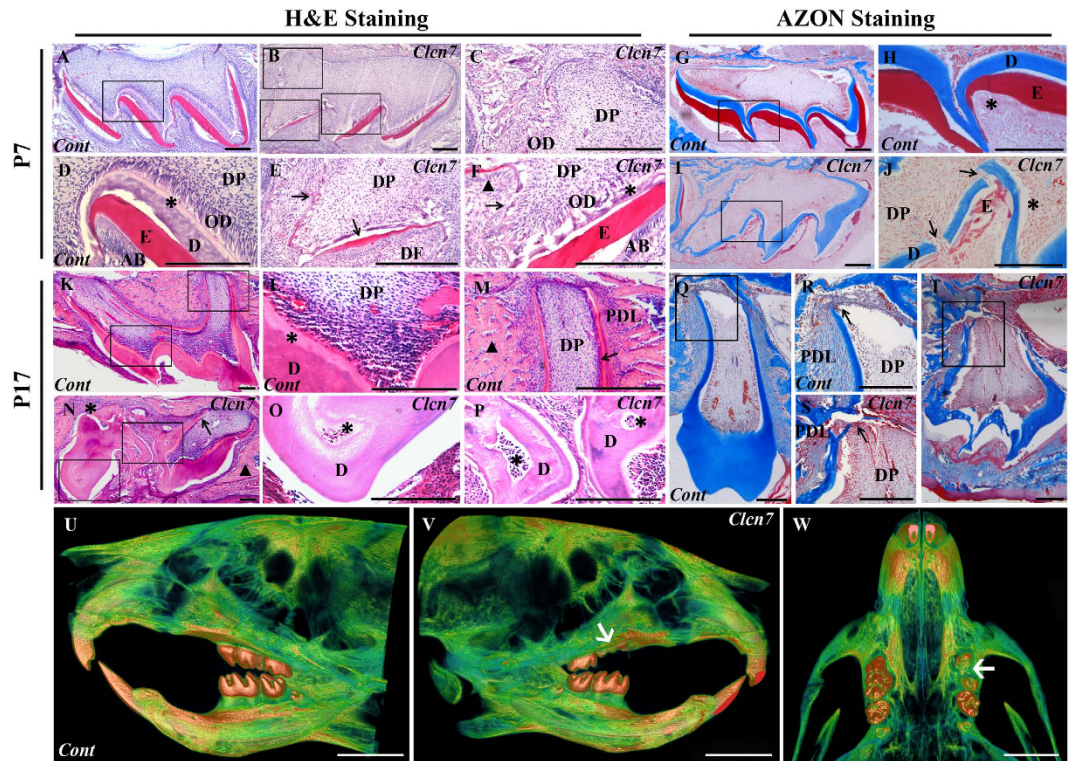 H&E Staining
AZON Staining
P7
A
Cont
B
Clcn7
C
Clcn7
DP
OD
G
Cont
H
D
E
*
Cont
D
DP
*
OD
E
D
AB
Cont
E
Clcn7
DP
DF
F
Clcn7
DP
*
OD
E
AB
I
Clcn7
J
Clcn7
E
*
DP
D
P17
K
Cont
L
DP
*
D
Cont
M
PDL
DP
Cont
Q
Cont
R
PDL
DP
Cont
T
Clcn7
N
Clcn7
*
O
Clcn7
*
D
P
Clcn7
*
D
*
D
S
Clcn7
PDL
DP
U
Cont
V
Clcn7
W